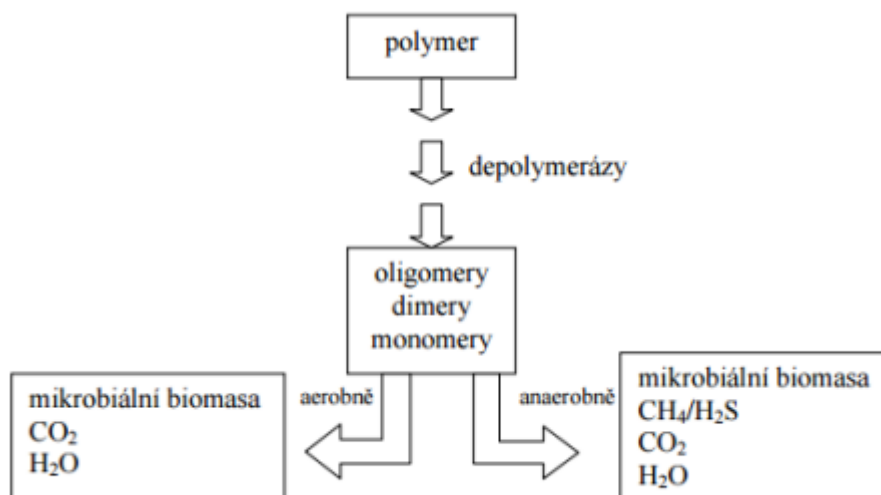 polymer
depolymerázy
oligomery
dimery
monomery
aerobně
anaerobně
mikrobiální biomasa
CO₂
H₂O
mikrobiální biomasa
CH₄/H₂S
CO₂
H₂O